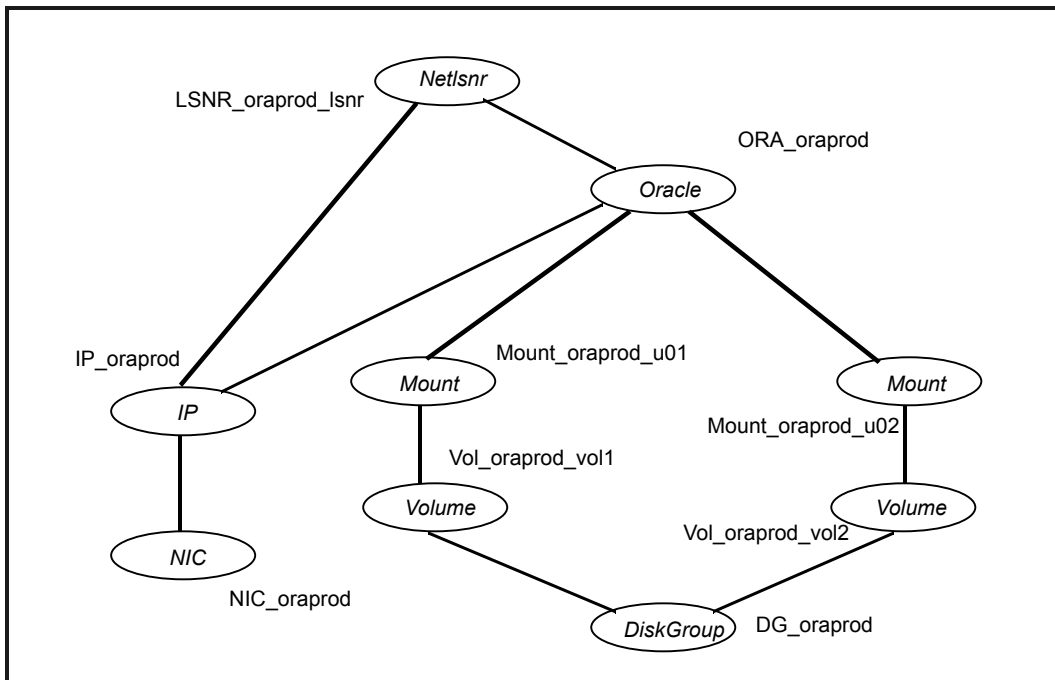 Netlsnr
LSNR_oraprod_lsnr
ORA_oraprod
Oracle
IP_oraprod
Mount_oraprod_u01
IP
Mount
Mount
Mount_oraprod_u02
Vol_oraprod_vol1
Volume
Volume
Vol_oraprod_vol2
NIC
NIC_oraprod
DiskGroup
DG_oraprod